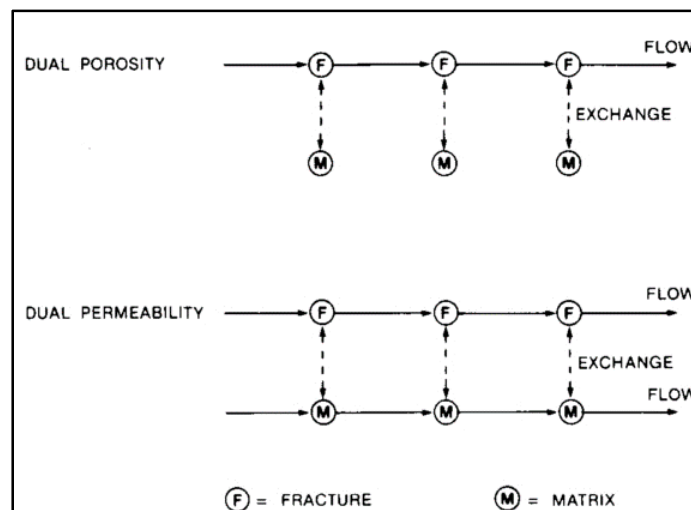 FLOW
DUAL POROSITY F F F
EXCHANGE
M M M
FLOW
DUAL PERMEABILITY F F F
EXCHANGE
FLOW
M M M
F = FRACTURE M = MATRIX